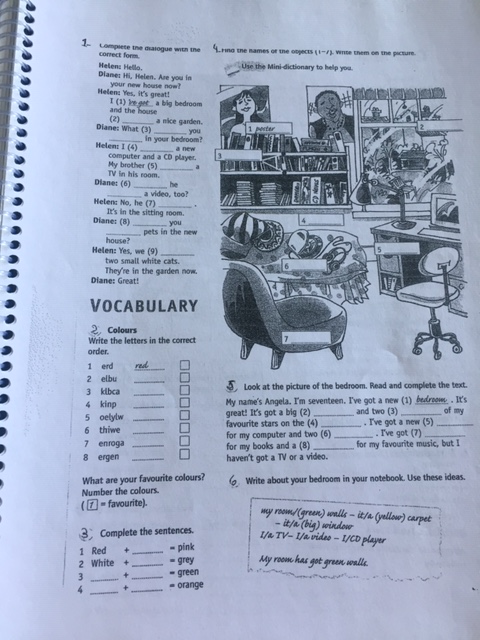 1. Complete the dialogue with the
correct form.
Helen: Hello.
Diane: Hi, Helen. Are you in
your new house now?
Helen: Yes, it's great!
I (1) 've got a big bedroom
and the house
(2) ________ a nice garden.
Diane: What (3) ________ you
________ in your bedroom?
Helen: I (4) ________ a new
computer and a CD player.
My brother (5) ________ a
TV in his room.
Diane: (6) ________ he
________ a video, too?
Helen: No, he (7) ________.
It's in the sitting room.
Diane: (8) ________ you
________ pets in the new
house?
Helen: Yes, we (9) ________
two small white cats.
They're in the garden now.
Diane: Great!
VOCABULARY
2. Colours
Write the letters in the correct
order.
1 erd red
2 elbu
3 klbca
4 kinp
5 oelylw
6 thiwe
7 enroga
8 ergen
What are your favourite colours?
Number the colours.
(1 = favourite).
3. Complete the sentences.
1 Red + ________ = pink
2 White + ________ = grey
3 ________ + ________ = green
4 ________ + ________ = orange
4. Find the names of the objects (1-7). Write them on the picture.
Use the Mini-dictionary to help you.
1 poster
2
3
4
5
6
7
5. Look at the picture of the bedroom. Read and complete the text.
My name's Angela. I'm seventeen. I've got a new (1) bedroom. It's
great! It's got a big (2) ________ and two (3) ________ of my
favourite stars on the (4) ________. I've got a new (5) ________
for my computer and two (6) ________. I've got (7) ________
for my books and a (8) ________ for my favourite music, but I
haven't got a TV or a video.
6. Write about your bedroom in your notebook. Use these ideas.
my room/(green) walls – it/a (yellow) carpet
– it/a (big) window
I/a TV – I/a video – I/CD player
My room has got green walls.